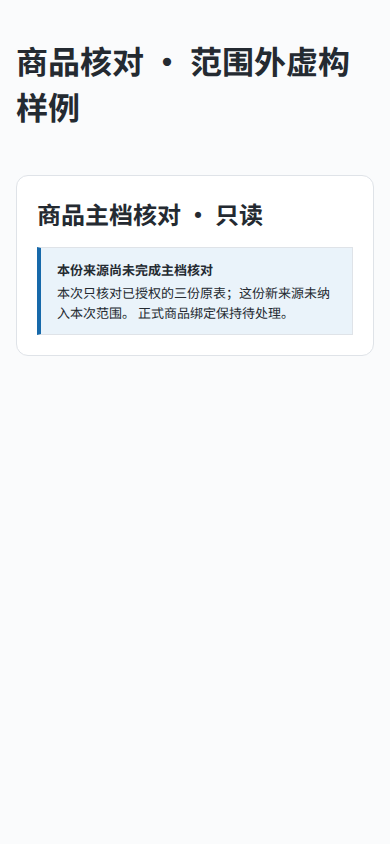 商品核对 · 范围外虚构
样例
商品主档核对 · 只读
本份来源尚未完成主档核对
本次只核对已授权的三份原表；这份新来源未纳
入本次范围。 正式商品绑定保持待处理。